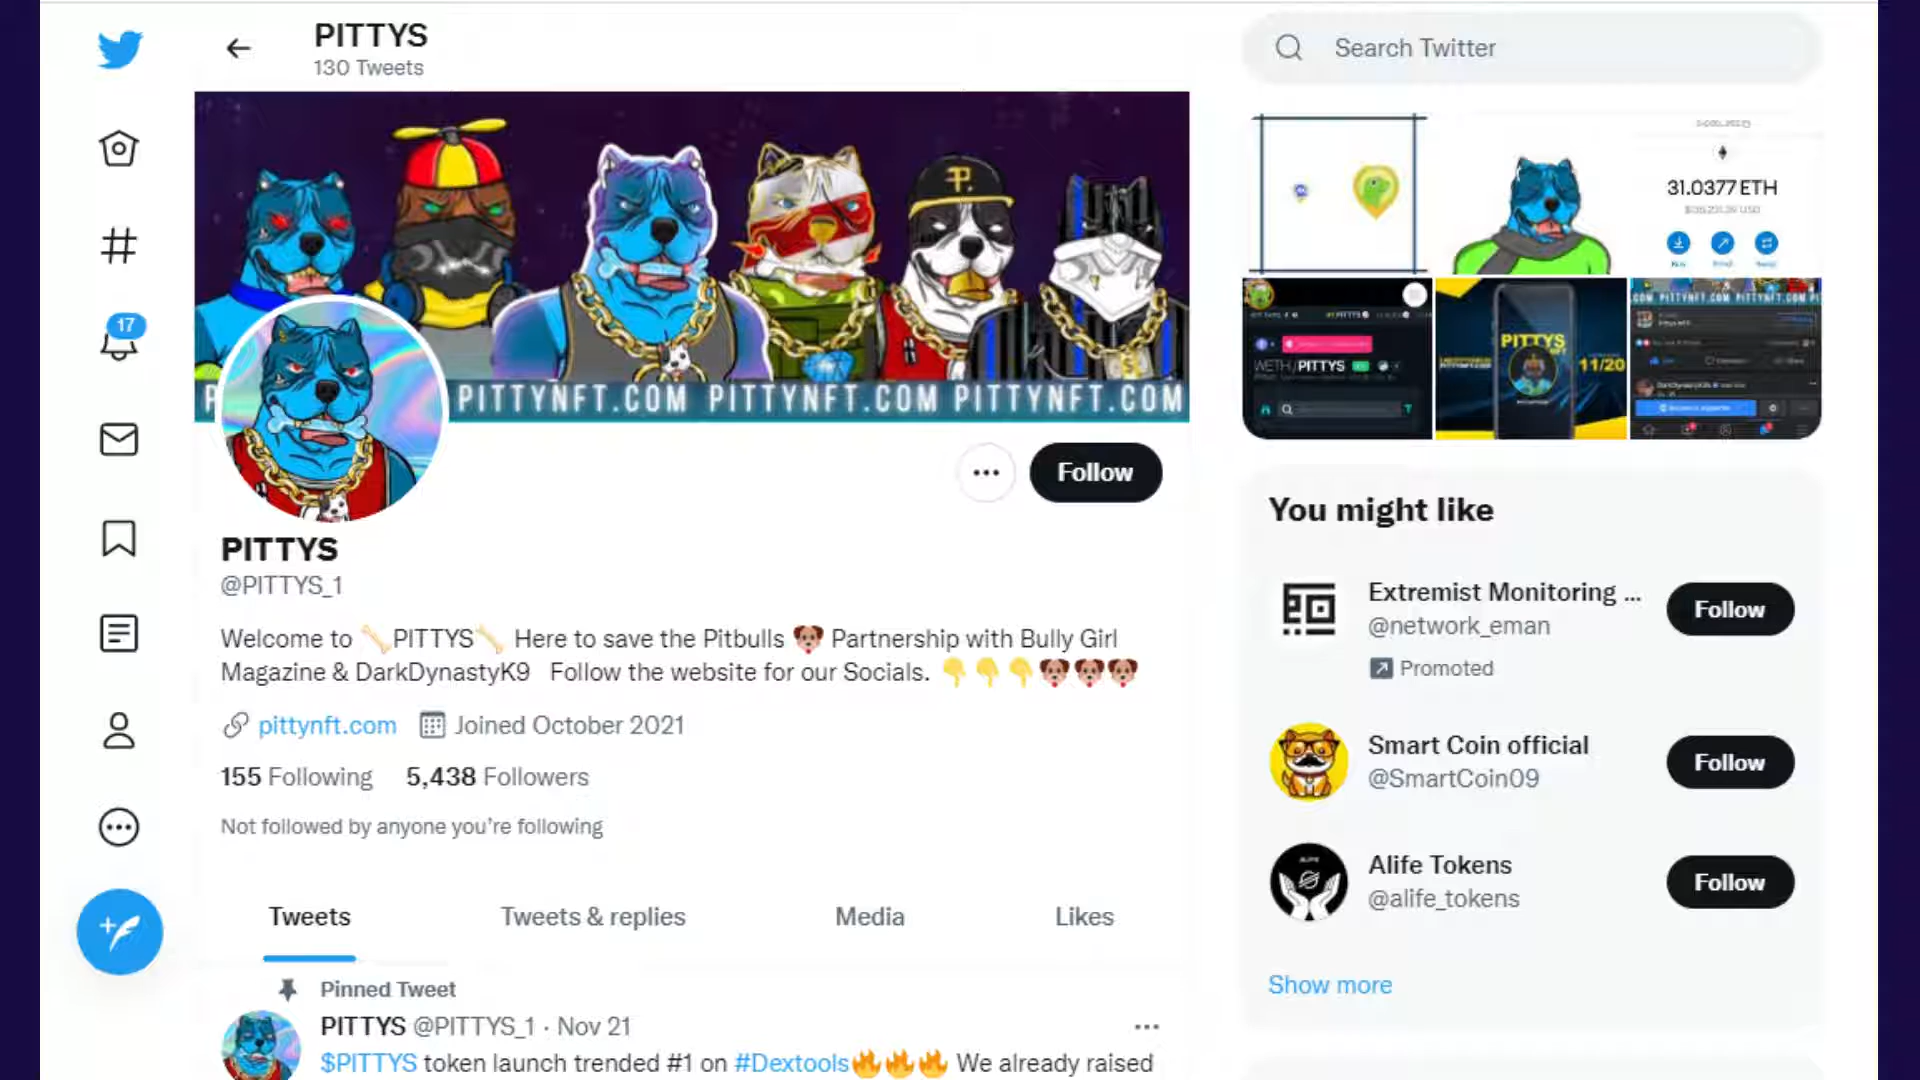 PITTYS
130 Tweets
Search Twitter
17
PITTYNFT.COM PITTYNFT.COM PITTYNFT.COM
31.0377 ETH
WETH/PITTYS
PITTYS
11/20
Follow
PITTYS
@PITTYS_1
Welcome to 🦴PITTYS🦴 Here to save the Pitbulls 🐶 Partnership with Bully Girl
Magazine & DarkDynastyK9 Follow the website for our Socials. 👇👇👇🐶🐶🐶
pittynft.com Joined October 2021
155 Following 5,438 Followers
Not followed by anyone you're following
Tweets Tweets & replies Media Likes
Pinned Tweet
PITTYS @PITTYS_1 · Nov 21
$PITTYS token launch trended #1 on #Dextools🔥🔥🔥 We already raised
You might like
Extremist Monitoring ...
@network_eman
Promoted
Follow
Smart Coin official
@SmartCoin09
Follow
Alife Tokens
@alife_tokens
Follow
Show more